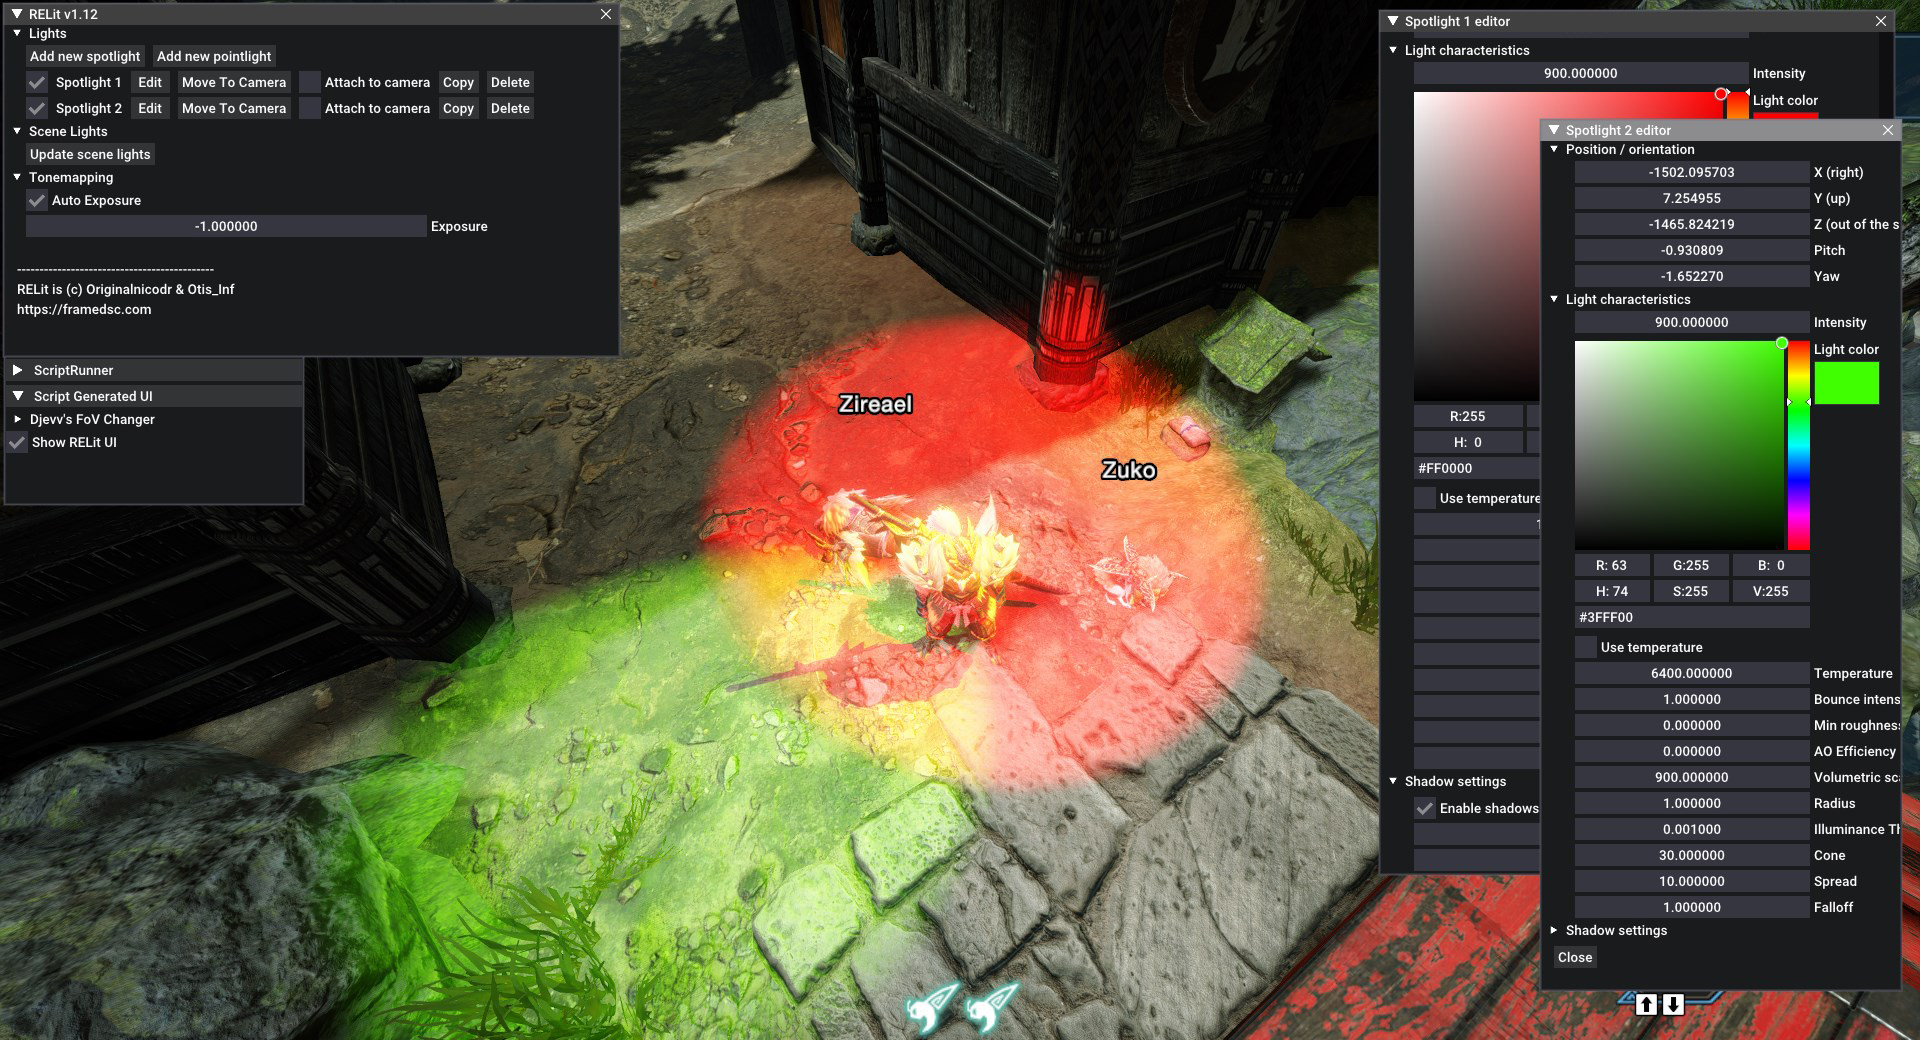 RELit v1.12
Lights
Add new spotlight Add new pointlight
Spotlight 1 Edit Move To Camera Attach to camera Copy Delete
Spotlight 2 Edit Move To Camera Attach to camera Copy Delete
Scene Lights
Update scene lights
Tonemapping
Auto Exposure
-1.000000 Exposure
--------------------------------------------
RELit is (c) Originalnicodr & Otis_Inf
https://framedsc.com
ScriptRunner
Script Generated UI
Djevv's FoV Changer
Show RELit UI
Zireael
Zuko
Spotlight 1 editor
Light characteristics
900.000000 Intensity
Light color
R:255
H: 0
#FF0000
Use temperature
Shadow settings
Enable shadows
Spotlight 2 editor
Position / orientation
-1502.095703 X (right)
7.254955 Y (up)
-1465.824219 Z (out of the s
-0.930809 Pitch
-1.652270 Yaw
Light characteristics
900.000000 Intensity
Light color
R: 63 G:255 B: 0
H: 74 S:255 V:255
#3FFF00
Use temperature
6400.000000 Temperature
1.000000 Bounce intens
0.000000 Min roughness
0.000000 AO Efficiency
900.000000 Volumetric sc
1.000000 Radius
0.001000 Illuminance Th
30.000000 Cone
10.000000 Spread
1.000000 Falloff
Shadow settings
Close